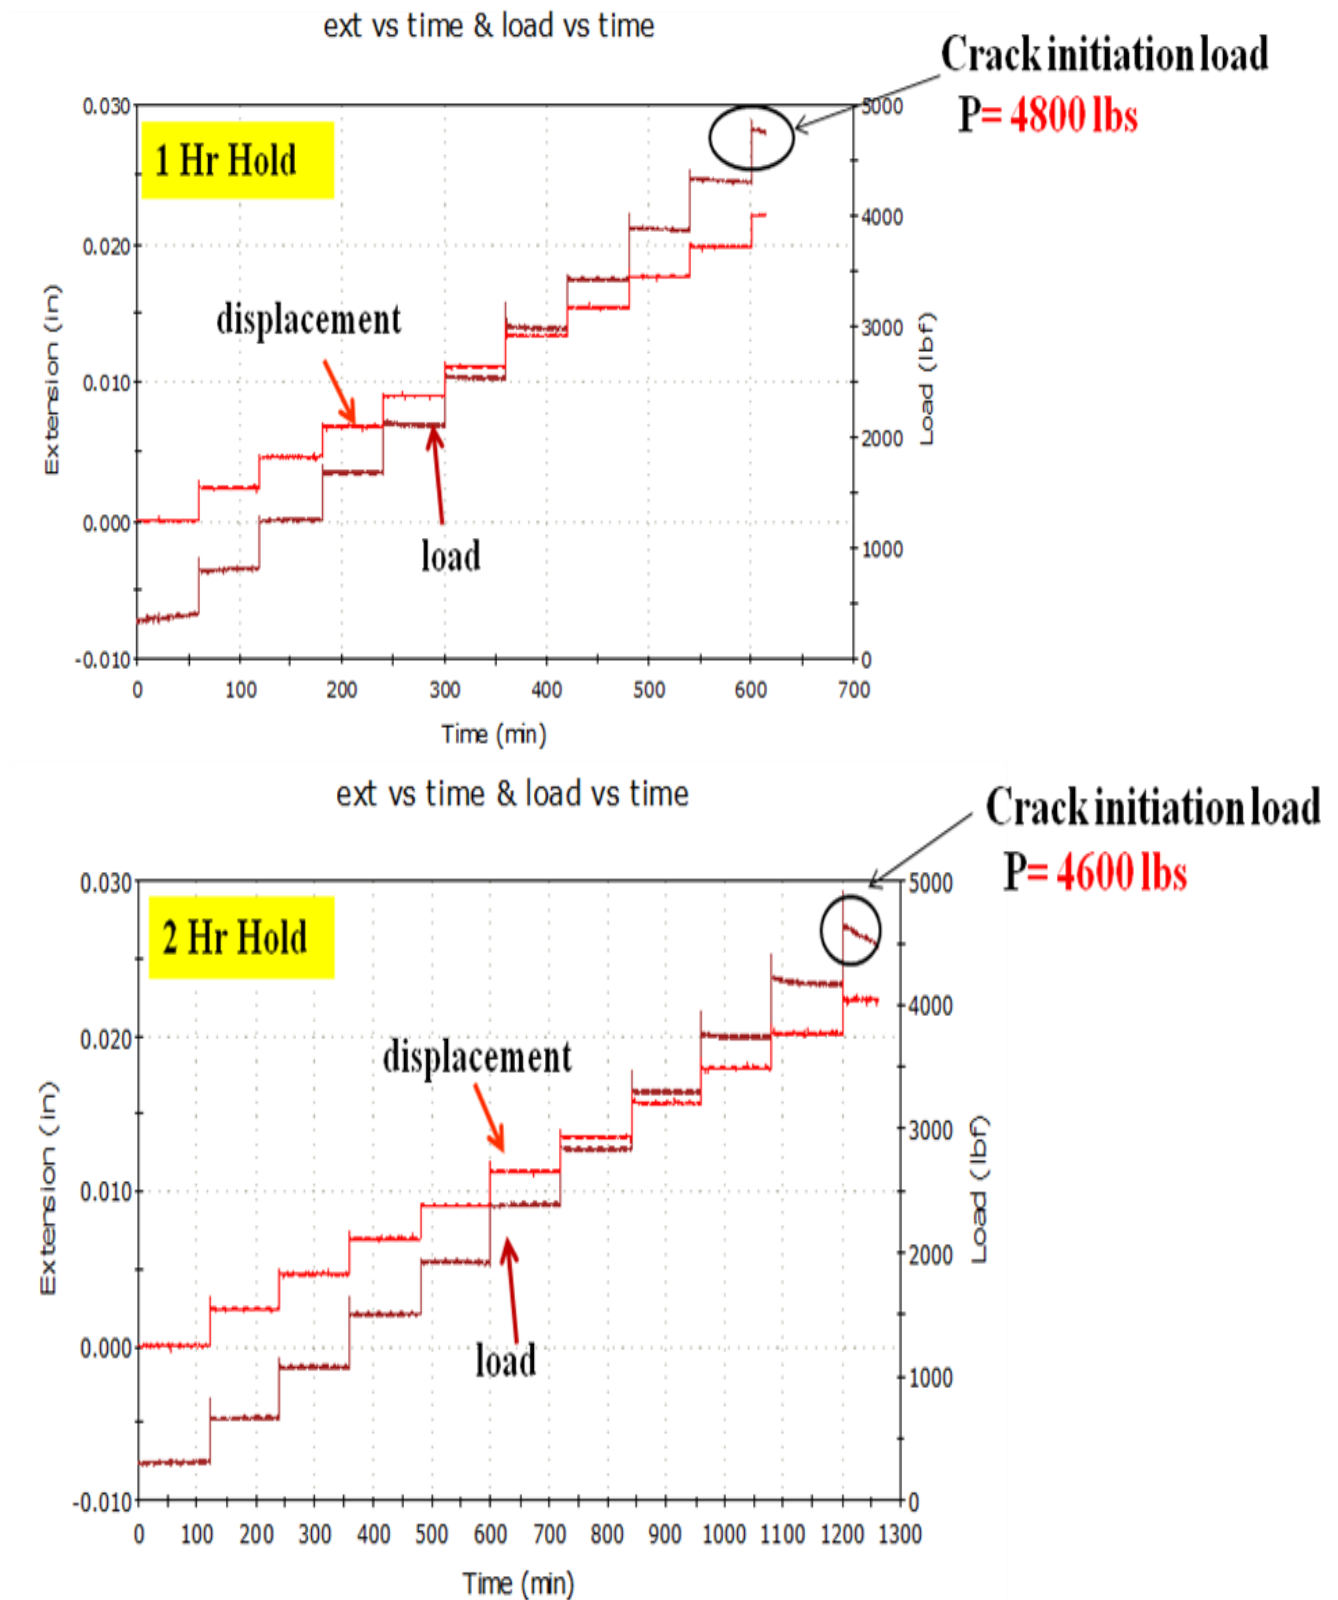 ext vs time & load vs time
Crack initiation load
P= 4800 lbs
1 Hr Hold
0.030
0.020
0.010
0.000
-0.010
Extension (in)
displacement
load
5000
4000
3000
2000
1000
0
Load (lbf)
0 100 200 300 400 500 600 700
Time (min)
ext vs time & load vs time
Crack initiation load
P= 4600 lbs
2 Hr Hold
0.030
0.020
0.010
0.000
-0.010
Extension (in)
displacement
load
5000
4000
3000
2000
1000
0
Load (lbf)
0 100 200 300 400 500 600 700 800 900 1000 1100 1200 1300
Time (min)